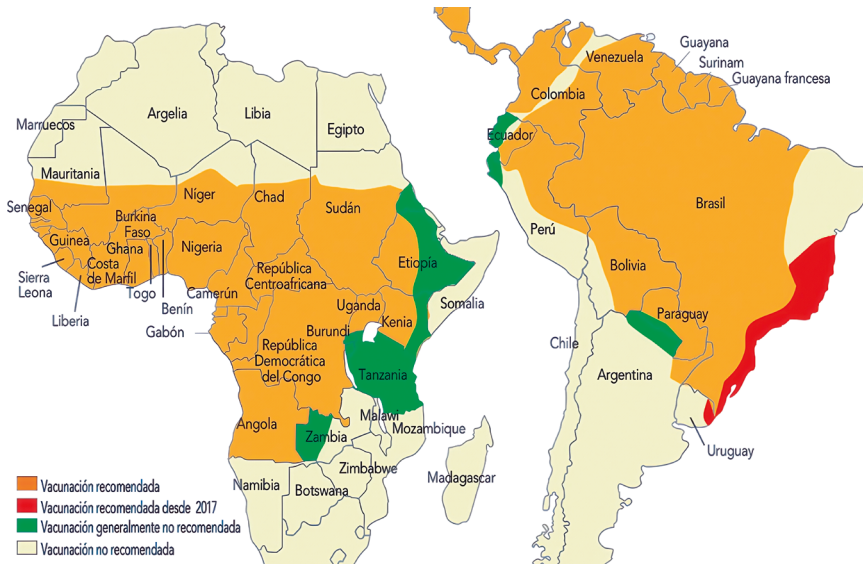 Marruecos
Argelia
Libia
Egipto
Mauritania
Senegal
Níger
Chad
Sudán
Burkina
Faso
Guinea
Ghana
Nigeria
Costa
de Marfil
Sierra
Leona
Liberia
Togo
Benín
Camerún
Gabón
República
Centroafricana
Etiopía
Somalia
Uganda
Kenia
Burundi
República
Democrática
del Congo
Tanzania
Angola
Zambia
Malawi
Mozambique
Zimbabwe
Namibia
Botswana
Madagascar
Venezuela
Guayana
Surinam
Guayana francesa
Colombia
Ecuador
Perú
Brasil
Bolivia
Paraguay
Chile
Argentina
Uruguay
Vacunación recomendada
Vacunación recomendada desde 2017
Vacunación generalmente no recomendada
Vacunación no recomendada